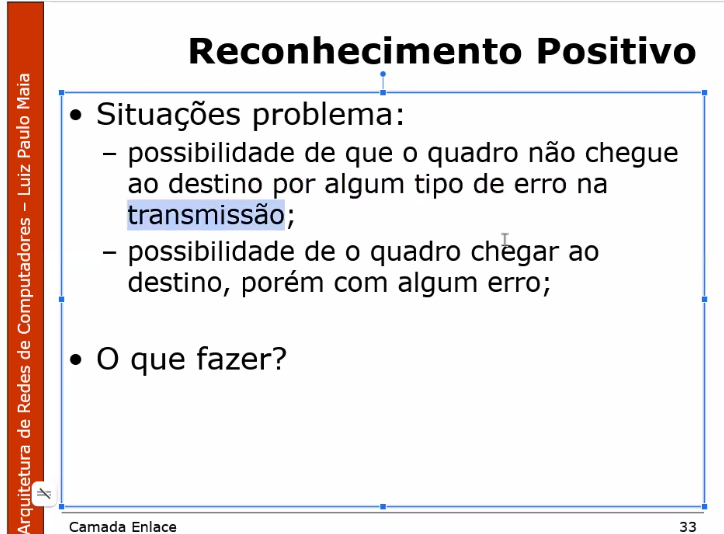 Reconhecimento Positivo
• Situações problema:
– possibilidade de que o quadro não chegue
ao destino por algum tipo de erro na
transmissão;
– possibilidade de o quadro chegar ao
destino, porém com algum erro;
• O que fazer?
Arquitetura de Redes de Computadores – Luiz Paulo Maia
Camada Enlace
33